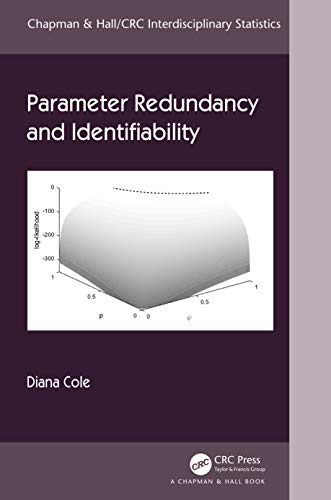 Chapman & Hall/CRC Interdisciplinary Statistics
Parameter Redundancy
and Identifiability
0
-100
-200
-300
log-likelihood
1
0.5
p
0
0
ψ
0.5
1
Diana Cole
CRC
CRC Press
Taylor & Francis Group
A CHAPMAN & HALL BOOK